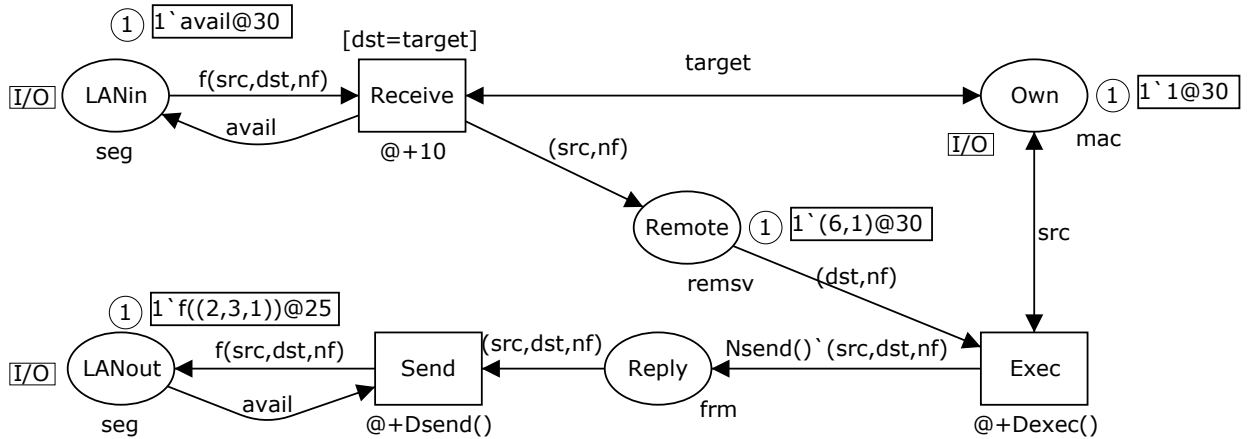 1
1`avail@30
[dst=target]
target
I/O
LANin
f(src,dst,nf)
Receive
Own
1
1`1@30
avail
seg
@+10
(src,nf)
I/O
mac
Remote
1
1`(6,1)@30
src
remsv
(dst,nf)
1
1`f((2,3,1))@25
I/O
LANout
f(src,dst,nf)
Send
(src,dst,nf)
Reply
Nsend()`(src,dst,nf)
Exec
avail
frm
seg
@+Dsend()
@+Dexec()